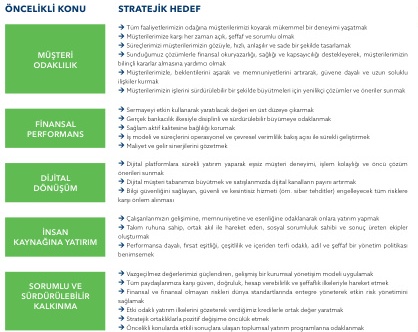 ÖNCELİKLİ KONU
STRATEJİK HEDEF
MÜŞTERİ
ODAKLILIK
→ Tüm faaliyetlerimizin odağına müşterilerimizi koyarak mükemmel bir deneyimi yaşatmak
→ Müşterilerimize karşı her zaman açık, şeffaf ve sorumlu olmak
→ Süreçlerimizi müşterilerimizin gözüyle, hızlı, anlaşılır ve sade bir şekilde tasarlamak
→ Sunduğumuz çözümlerle finansal okuryazarlığı, sağlığı ve kapsayıcılığı destekleyerek, müşterilerimizin
bilinçli kararlar almasına yardımcı olmak
→ Müşterilerimizle, beklentilerini aşarak ve memnuniyetlerini artırarak, güvene dayalı ve uzun soluklu
ilişkiler kurmak
→ Müşterilerimizin işlerini sürdürülebilir bir şekilde büyütmeleri için yenilikçi çözümler ve öneriler sunmak
FİNANSAL
PERFORMANS
→ Sermayeyi etkin kullanarak yaratılacak değeri en üst düzeye çıkarmak
→ Gerçek bankacılık ilkesiyle disiplinli ve sürdürülebilir büyümeye odaklanmak
→ Sağlam aktif kalitesine bağlılığı korumak
→ İş modeli ve süreçlerini operasyonel ve çevresel verimlilik bakış açısı ile sürekli geliştirmek
→ Maliyet ve gelir sinerjilerini gözetmek
DİJİTAL
DÖNÜŞÜM
→ Dijital platformlara sürekli yatırım yaparak eşsiz müşteri deneyimi, işlem kolaylığı ve öncü çözüm
önerileri sunmak
→ Dijital müşteri tabanımızı büyütmek ve satışlarımızda dijital kanalların payını artırmak
→ Bilgi güvenliğini sağlayan, güvenli ve kesintisiz hizmeti (örn. siber tehditler) engelleyecek tüm risklere
karşı önlem alınması
İNSAN
KAYNAĞINA YATIRIM
→ Çalışanlarımızın gelişimine, memnuniyetine ve esenliğine odaklanarak onlara yatırım yapmak
→ Takım ruhuna sahip, ortak akıl ile hareket eden, sosyal sorumluluk sahibi ve sonuç üreten ekipler
oluşturmak
→ Performansa dayalı, fırsat eşitliği, çeşitlilik ve içeriden terfi odaklı, adil ve şeffaf bir yönetim politikası
benimsemek
SORUMLU VE
SÜRDÜRÜLEBİLİR
KALKINMA
→ Vazgeçilmez değerlerimizi güçlendiren, gelişmiş bir kurumsal yönetişim modeli uygulamak
→ Tüm paydaşlarımıza karşı güven, doğruluk, hesap verebilirlik ve şeffaflık ilkeleriyle hareket etmek
→ Finansal ve finansal olmayan riskleri dünya standartlarında entegre yöneterek etkin risk yönetimini
sağlamak
→ Etki odaklı yatırım ilkelerini gözeterek verdiğimiz kredilerle ortak değer yaratmak
→ Stratejik ortaklıklarla pozitif değişime öncülük etmek
→ Öncelikli konularda etkili sonuçlara ulaşan toplumsal yatırım programlarına odaklanmak